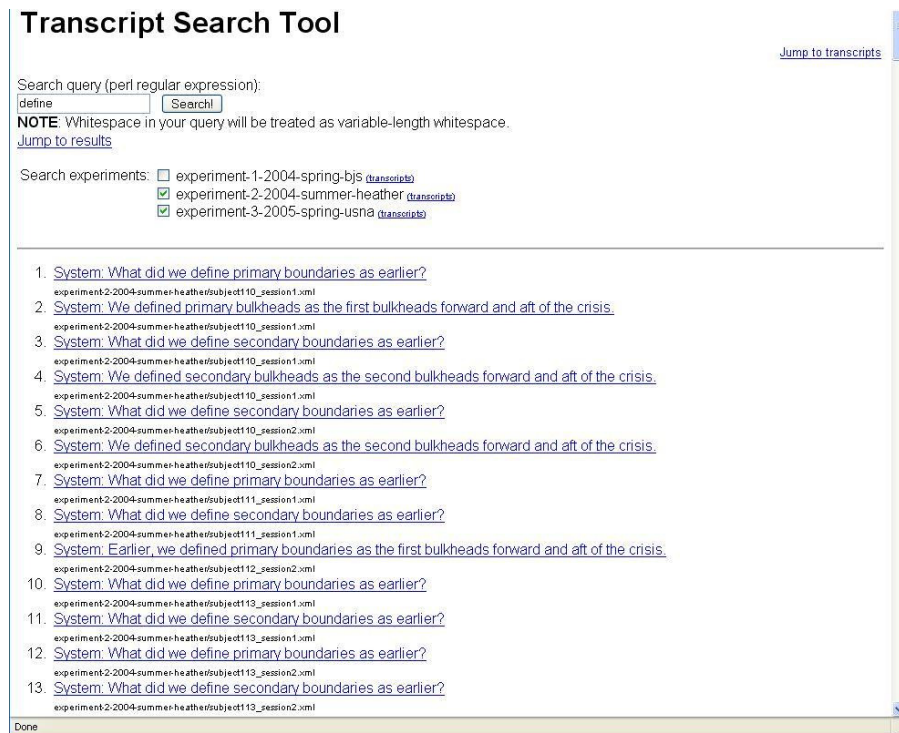 Transcript Search Tool
Jump to transcripts
Search query (perl regular expression):
define Search!
NOTE: Whitespace in your query will be treated as variable-length whitespace.
Jump to results
Search experiments: experiment-1-2004-spring-bjs (transcripts)
experiment-2-2004-summer-heather (transcripts)
experiment-3-2005-spring-usna (transcripts)
1. System: What did we define primary boundaries as earlier?
experiment-2-2004-summer-heather/subject110_session1.xml
2. System: We defined primary bulkheads as the first bulkheads forward and aft of the crisis.
experiment-2-2004-summer-heather/subject110_session1.xml
3. System: What did we define secondary boundaries as earlier?
experiment-2-2004-summer-heather/subject110_session1.xml
4. System: We defined secondary bulkheads as the second bulkheads forward and aft of the crisis.
experiment-2-2004-summer-heather/subject110_session1.xml
5. System: What did we define secondary boundaries as earlier?
experiment-2-2004-summer-heather/subject110_session2.xml
6. System: We defined secondary bulkheads as the second bulkheads forward and aft of the crisis.
experiment-2-2004-summer-heather/subject110_session2.xml
7. System: What did we define primary boundaries as earlier?
experiment-2-2004-summer-heather/subject111_session1.xml
8. System: What did we define secondary boundaries as earlier?
experiment-2-2004-summer-heather/subject111_session1.xml
9. System: Earlier, we defined primary boundaries as the first bulkheads forward and aft of the crisis.
experiment-2-2004-summer-heather/subject112_session2.xml
10. System: What did we define primary boundaries as earlier?
experiment-2-2004-summer-heather/subject113_session1.xml
11. System: What did we define secondary boundaries as earlier?
experiment-2-2004-summer-heather/subject113_session1.xml
12. System: What did we define primary boundaries as earlier?
experiment-2-2004-summer-heather/subject113_session2.xml
13. System: What did we define secondary boundaries as earlier?
experiment-2-2004-summer-heather/subject113_session2.xml
Done